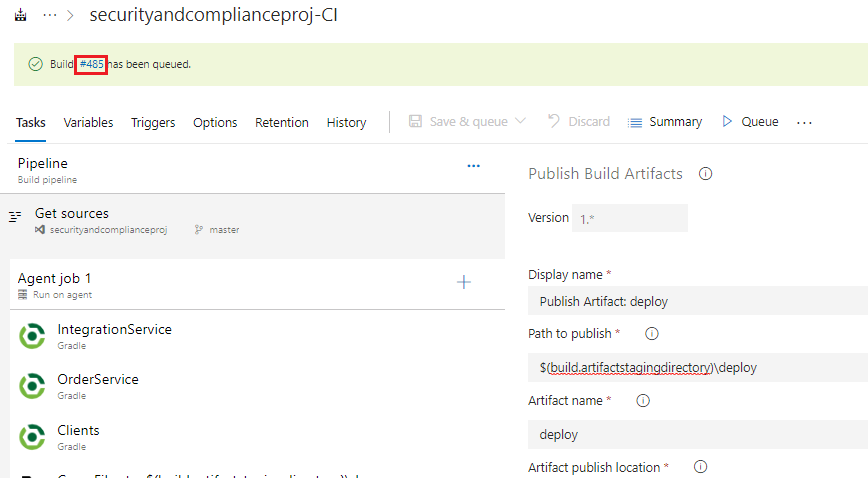 securityandcomplianceproj-CI
Build #485 has been queued.
Tasks Variables Triggers Options Retention History Save & queue Discard Summary Queue
Pipeline
Build pipeline
Get sources
securityandcomplianceproj master
Agent job 1
Run on agent
IntegrationService
Gradle
OrderService
Gradle
Clients
Gradle
Publish Build Artifacts
Version 1.*
Display name *
Publish Artifact: deploy
Path to publish *
$(build.artifactstagingdirectory)\deploy
Artifact name *
deploy
Artifact publish location *